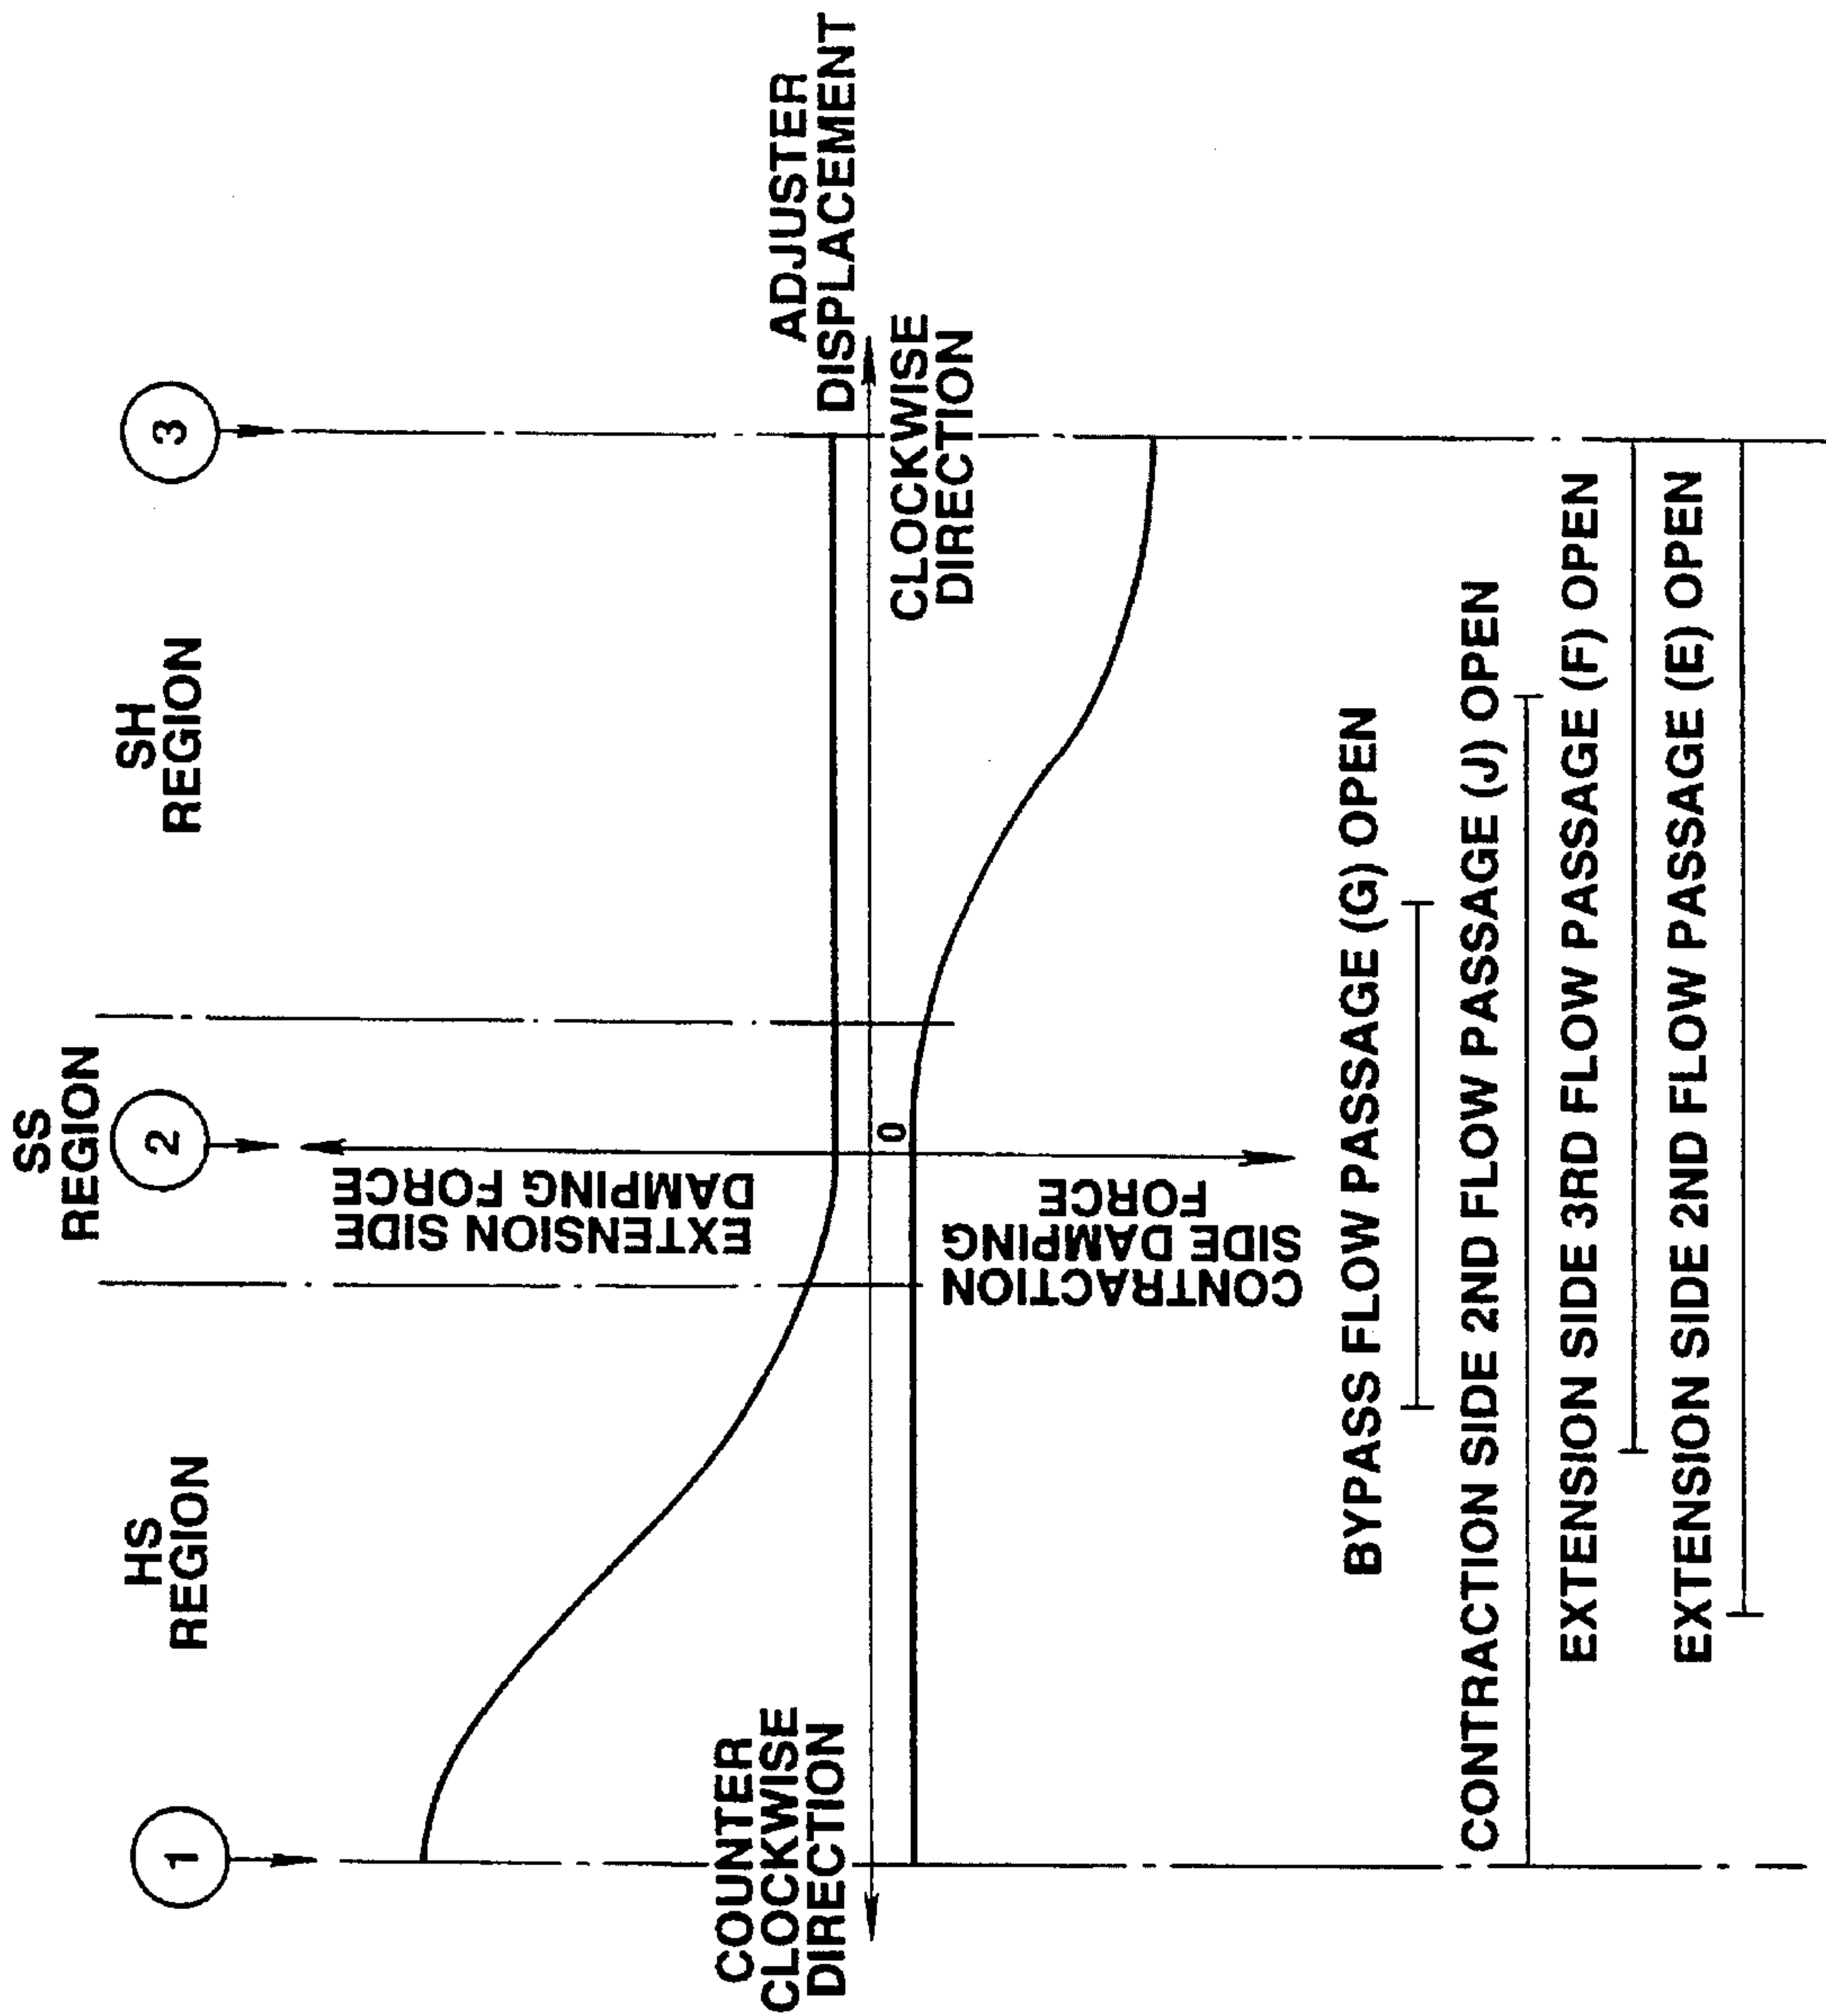 SS
REGION
HS
REGION
SH
REGION
1
2
3
EXTENSION SIDE
DAMPING FORCE
ADJUSTER
DISPLACEMENT
COUNTER
CLOCKWISE
DIRECTION
0
CLOCKWISE
DIRECTION
CONTRACTION
SIDE DAMPING
FORCE
BYPASS FLOW PASSAGE (G) OPEN
CONTRACTION SIDE 2ND FLOW PASSAGE (J) OPEN
EXTENSION SIDE 3RD FLOW PASSAGE (F) OPEN
EXTENSION SIDE 2ND FLOW PASSAGE (E) OPEN